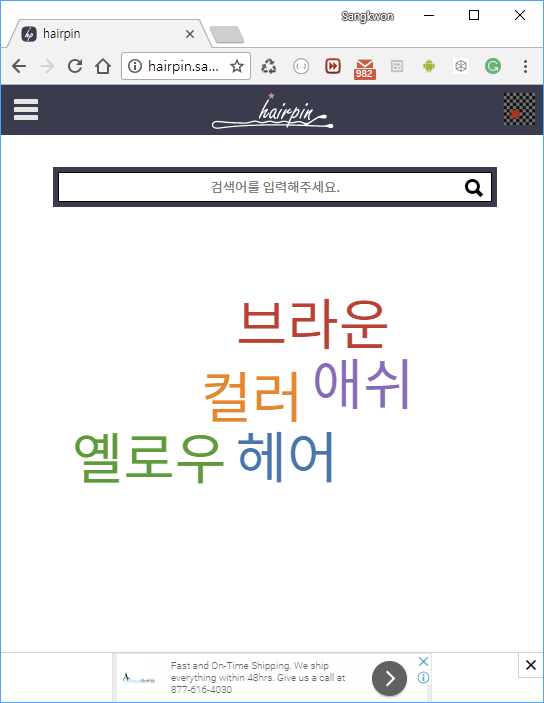 Sangkwon
hairpin
hairpin.sa...
982
hairpin
검색어를 입력해주세요.
브라운
컬러 애쉬
옐로우 헤어
Fast and On-Time Shipping. We ship
everything within 48hrs. Give us a call at
877-616-4030